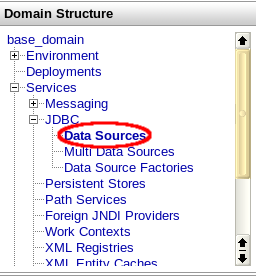 Domain Structure
base_domain
Environment
Deployments
Services
Messaging
JDBC
Data Sources
Multi Data Sources
Data Source Factories
Persistent Stores
Path Services
Foreign JNDI Providers
Work Contexts
XML Registries
XML Entity Caches